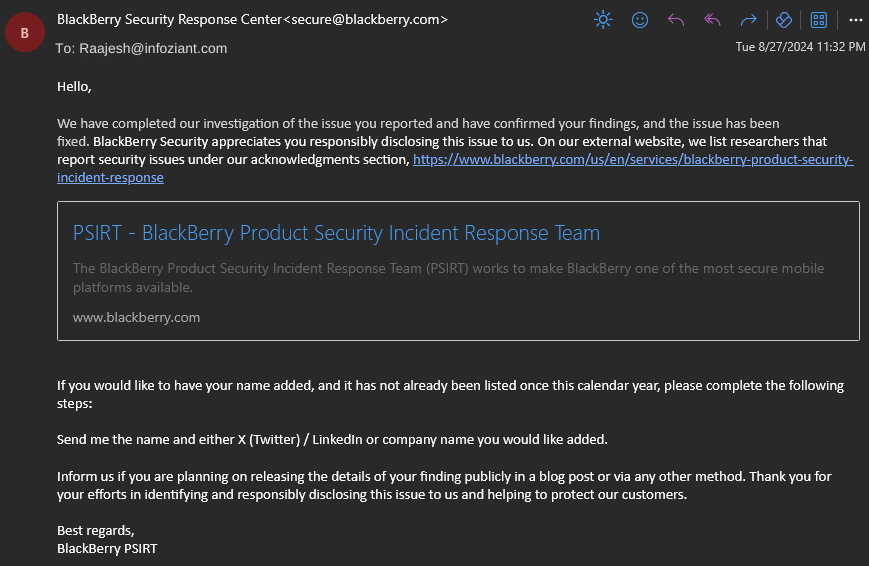 B
BlackBerry Security Response Center<secure@blackberry.com>
To: Raajesh@infoziant.com
Tue 8/27/2024 11:32 PM
Hello,
We have completed our investigation of the issue you reported and have confirmed your findings, and the issue has been
fixed. BlackBerry Security appreciates you responsibly disclosing this issue to us. On our external website, we list researchers that
report security issues under our acknowledgments section, https://www.blackberry.com/us/en/services/blackberry-product-security-
incident-response
PSIRT - BlackBerry Product Security Incident Response Team
The BlackBerry Product Security Incident Response Team (PSIRT) works to make BlackBerry one of the most secure mobile
platforms available.
www.blackberry.com
If you would like to have your name added, and it has not already been listed once this calendar year, please complete the following
steps:
Send me the name and either X (Twitter) / LinkedIn or company name you would like added.
Inform us if you are planning on releasing the details of your finding publicly in a blog post or via any other method. Thank you for
your efforts in identifying and responsibly disclosing this issue to us and helping to protect our customers.
Best regards,
BlackBerry PSIRT